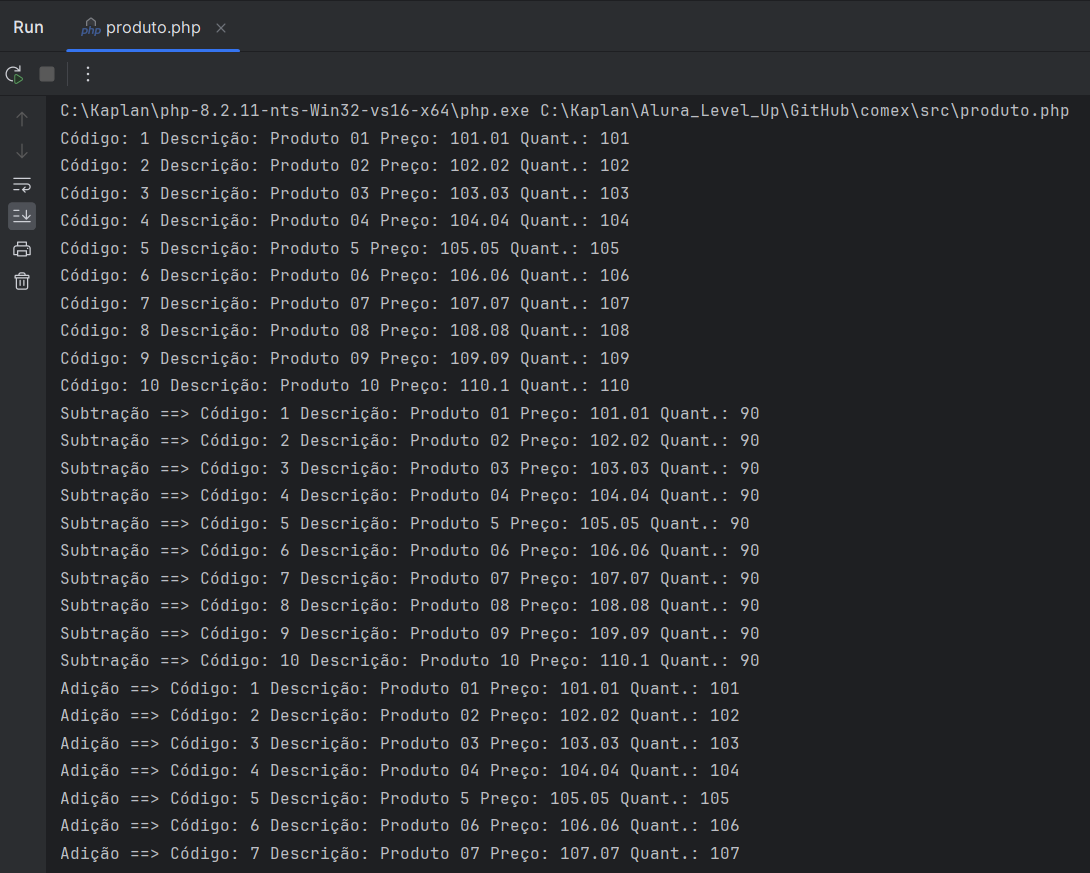 Run
php produto.php
C:\Kaplan\php-8.2.11-nts-Win32-vs16-x64\php.exe C:\Kaplan\Alura_Level_Up\GitHub\comex\src\produto.php
Código: 1 Descrição: Produto 01 Preço: 101.01 Quant.: 101
Código: 2 Descrição: Produto 02 Preço: 102.02 Quant.: 102
Código: 3 Descrição: Produto 03 Preço: 103.03 Quant.: 103
Código: 4 Descrição: Produto 04 Preço: 104.04 Quant.: 104
Código: 5 Descrição: Produto 5 Preço: 105.05 Quant.: 105
Código: 6 Descrição: Produto 06 Preço: 106.06 Quant.: 106
Código: 7 Descrição: Produto 07 Preço: 107.07 Quant.: 107
Código: 8 Descrição: Produto 08 Preço: 108.08 Quant.: 108
Código: 9 Descrição: Produto 09 Preço: 109.09 Quant.: 109
Código: 10 Descrição: Produto 10 Preço: 110.1 Quant.: 110
Subtração ==> Código: 1 Descrição: Produto 01 Preço: 101.01 Quant.: 90
Subtração ==> Código: 2 Descrição: Produto 02 Preço: 102.02 Quant.: 90
Subtração ==> Código: 3 Descrição: Produto 03 Preço: 103.03 Quant.: 90
Subtração ==> Código: 4 Descrição: Produto 04 Preço: 104.04 Quant.: 90
Subtração ==> Código: 5 Descrição: Produto 5 Preço: 105.05 Quant.: 90
Subtração ==> Código: 6 Descrição: Produto 06 Preço: 106.06 Quant.: 90
Subtração ==> Código: 7 Descrição: Produto 07 Preço: 107.07 Quant.: 90
Subtração ==> Código: 8 Descrição: Produto 08 Preço: 108.08 Quant.: 90
Subtração ==> Código: 9 Descrição: Produto 09 Preço: 109.09 Quant.: 90
Subtração ==> Código: 10 Descrição: Produto 10 Preço: 110.1 Quant.: 90
Adição ==> Código: 1 Descrição: Produto 01 Preço: 101.01 Quant.: 101
Adição ==> Código: 2 Descrição: Produto 02 Preço: 102.02 Quant.: 102
Adição ==> Código: 3 Descrição: Produto 03 Preço: 103.03 Quant.: 103
Adição ==> Código: 4 Descrição: Produto 04 Preço: 104.04 Quant.: 104
Adição ==> Código: 5 Descrição: Produto 5 Preço: 105.05 Quant.: 105
Adição ==> Código: 6 Descrição: Produto 06 Preço: 106.06 Quant.: 106
Adição ==> Código: 7 Descrição: Produto 07 Preço: 107.07 Quant.: 107